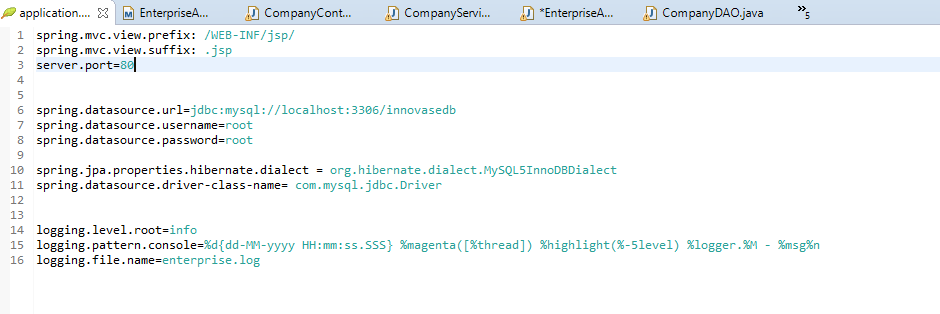 application.... EnterpriseA... CompanyCont... CompanyServi... *EnterpriseA... CompanyDAO.java »5
1 spring.mvc.view.prefix: /WEB-INF/jsp/
2 spring.mvc.view.suffix: .jsp
3 server.port=80
4
5
6 spring.datasource.url=jdbc:mysql://localhost:3306/innovasedb
7 spring.datasource.username=root
8 spring.datasource.password=root
9
10 spring.jpa.properties.hibernate.dialect = org.hibernate.dialect.MySQL5InnoDBDialect
11 spring.datasource.driver-class-name= com.mysql.jdbc.Driver
12
13
14 logging.level.root=info
15 logging.pattern.console=%d{dd-MM-yyyy HH:mm:ss.SSS} %magenta([%thread]) %highlight(%-5level) %logger.%M - %msg%n
16 logging.file.name=enterprise.log